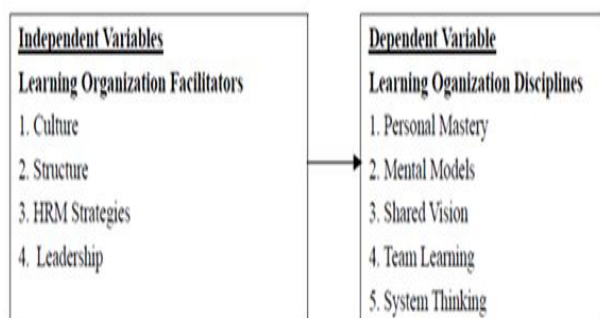 Independent Variables
Learning Organization Facilitators
1. Culture
2. Structure
3. HRM Strategies
4. Leadership
Dependent Variable
Learning Oganization Disciplines
1. Personal Mastery
2. Mental Models
3. Shared Vision
4. Team Learning
5. System Thinking